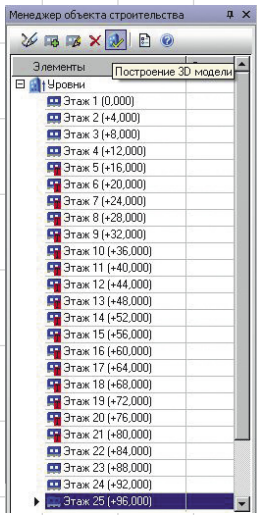 Менеджер объекта строительства
Элементы
Построение 3D модели
Уровни
Этаж 1 (0,000)
Этаж 2 (+4,000)
Этаж 3 (+8,000)
Этаж 4 (+12,000)
Этаж 5 (+16,000)
Этаж 6 (+20,000)
Этаж 7 (+24,000)
Этаж 8 (+28,000)
Этаж 9 (+32,000)
Этаж 10 (+36,000)
Этаж 11 (+40,000)
Этаж 12 (+44,000)
Этаж 13 (+48,000)
Этаж 14 (+52,000)
Этаж 15 (+56,000)
Этаж 16 (+60,000)
Этаж 17 (+64,000)
Этаж 18 (+68,000)
Этаж 19 (+72,000)
Этаж 20 (+76,000)
Этаж 21 (+80,000)
Этаж 22 (+84,000)
Этаж 23 (+88,000)
Этаж 24 (+92,000)
Этаж 25 (+96,000)